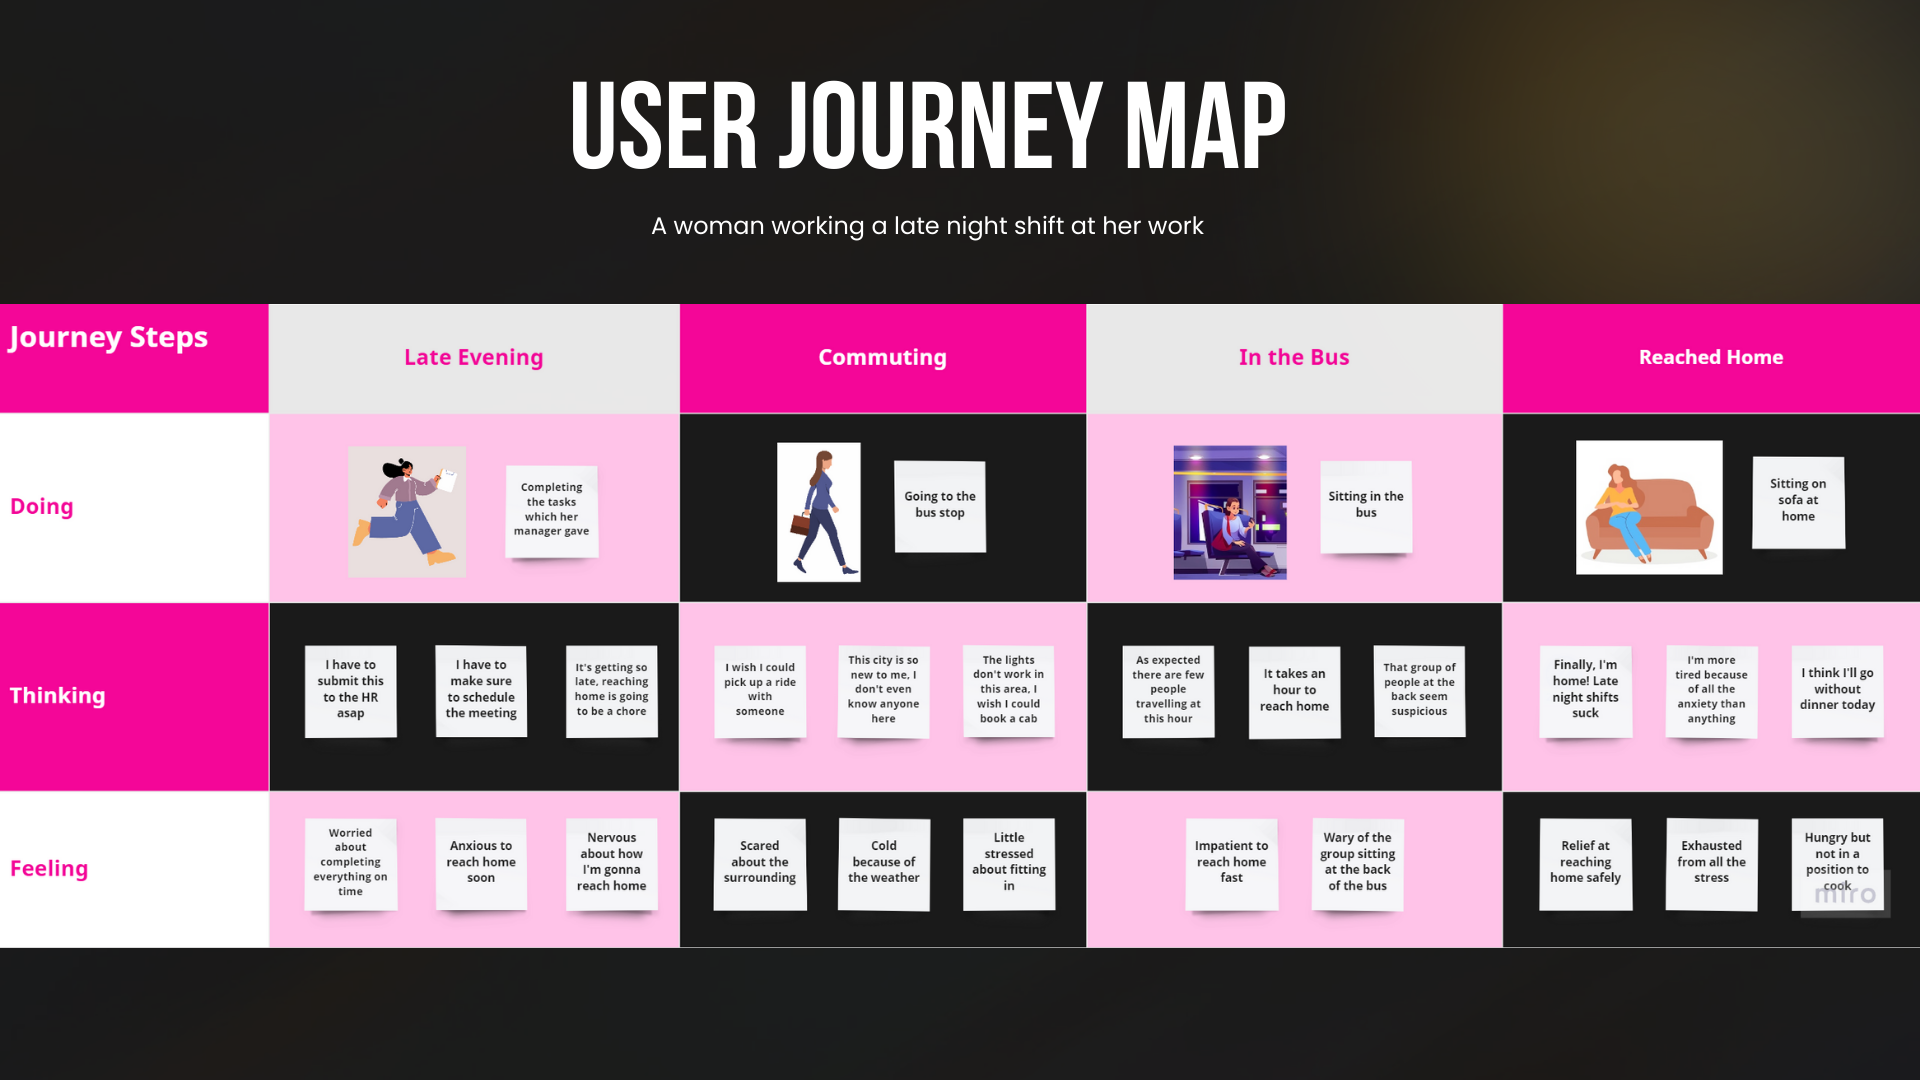 USER JOURNEY MAP
A woman working a late night shift at her work
Journey Steps
Late Evening
Commuting
In the Bus
Reached Home
Doing
Completing
the tasks
which her
manager gave
Going to the
bus stop
Sitting in the
bus
Sitting on
sofa at
home
Thinking
I have to
submit this
to the HR
asap
I have to
make sure
to schedule
the meeting
It's getting so
late, reaching
home is going
to be a chore
I wish I could
pick up a ride
with
someone
This city is so
new to me, I
don't even
know anyone
here
The lights
don't work in
this area, I
wish I could
book a cab
As expected
there are few
people
travelling at
this hour
It takes an
hour to
reach home
That group of
people at the
back seem
suspicious
Finally, I'm
home! Late
night shifts
suck
I'm more
tired because
of all the
anxiety than
anything
I think I'll go
without
dinner today
Feeling
Worried
about
completing
everything on
time
Anxious to
reach home
soon
Nervous
about how
I'm gonna
reach home
Scared
about the
surrounding
Cold
because of
the weather
Little
stressed
about fitting
in
Impatient to
reach home
fast
Wary of the
group sitting
at the back
of the bus
Relief at
reaching
home safely
Exhausted
from all the
stress
Hungry but
not in a
position to
cook
miro